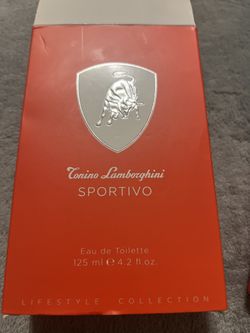 Tonino Lamborghini
SPORTIVO
Eau de Toilette
125 ml ℮ 4.2 fl.oz.
LIFESTYLE COLLECTION